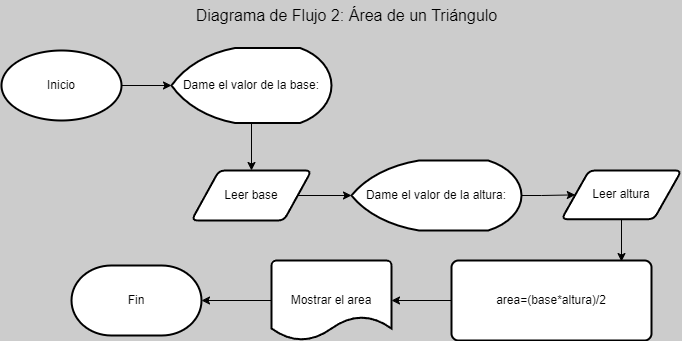 Diagrama de Flujo 2: Área de un Triángulo
Inicio
Dame el valor de la base:
Leer base
Dame el valor de la altura:
Leer altura
area=(base*altura)/2
Mostrar el area
Fin